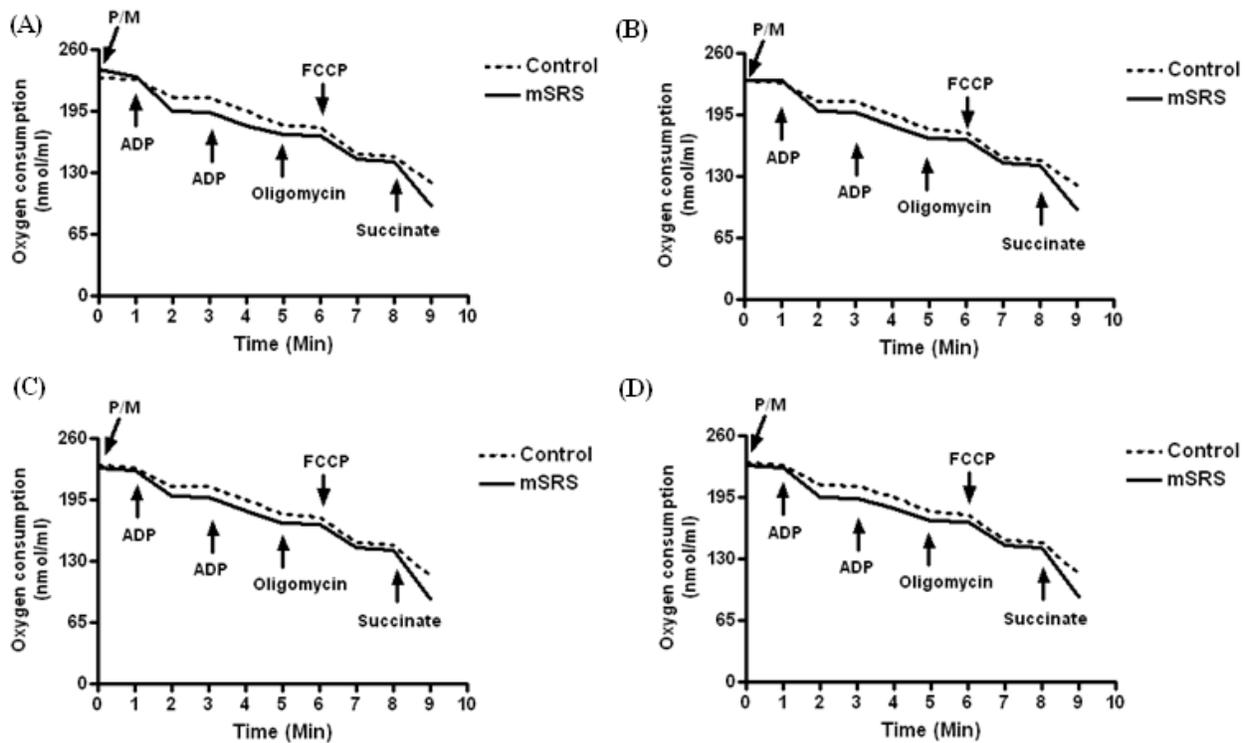 (A)
P/M
260
195
130
65
0
Oxygen consumption
(nmol/ml)
FCCP
Control
mSRS
ADP
ADP
Oligomycin
Succinate
0 1 2 3 4 5 6 7 8 9 10
Time (Min)
(B)
P/M
260
195
130
65
0
Oxygen consumption
(nmol/ml)
FCCP
Control
mSRS
ADP
ADP
Oligomycin
Succinate
0 1 2 3 4 5 6 7 8 9 10
Time (Min)
(C)
P/M
260
195
130
65
0
Oxygen consumption
(nmol/ml)
FCCP
Control
mSRS
ADP
ADP
Oligomycin
Succinate
0 1 2 3 4 5 6 7 8 9 10
Time (Min)
(D)
P/M
260
195
130
65
0
Oxygen consumption
(nmol/ml)
FCCP
Control
mSRS
ADP
ADP
Oligomycin
Succinate
0 1 2 3 4 5 6 7 8 9 10
Time (Min)